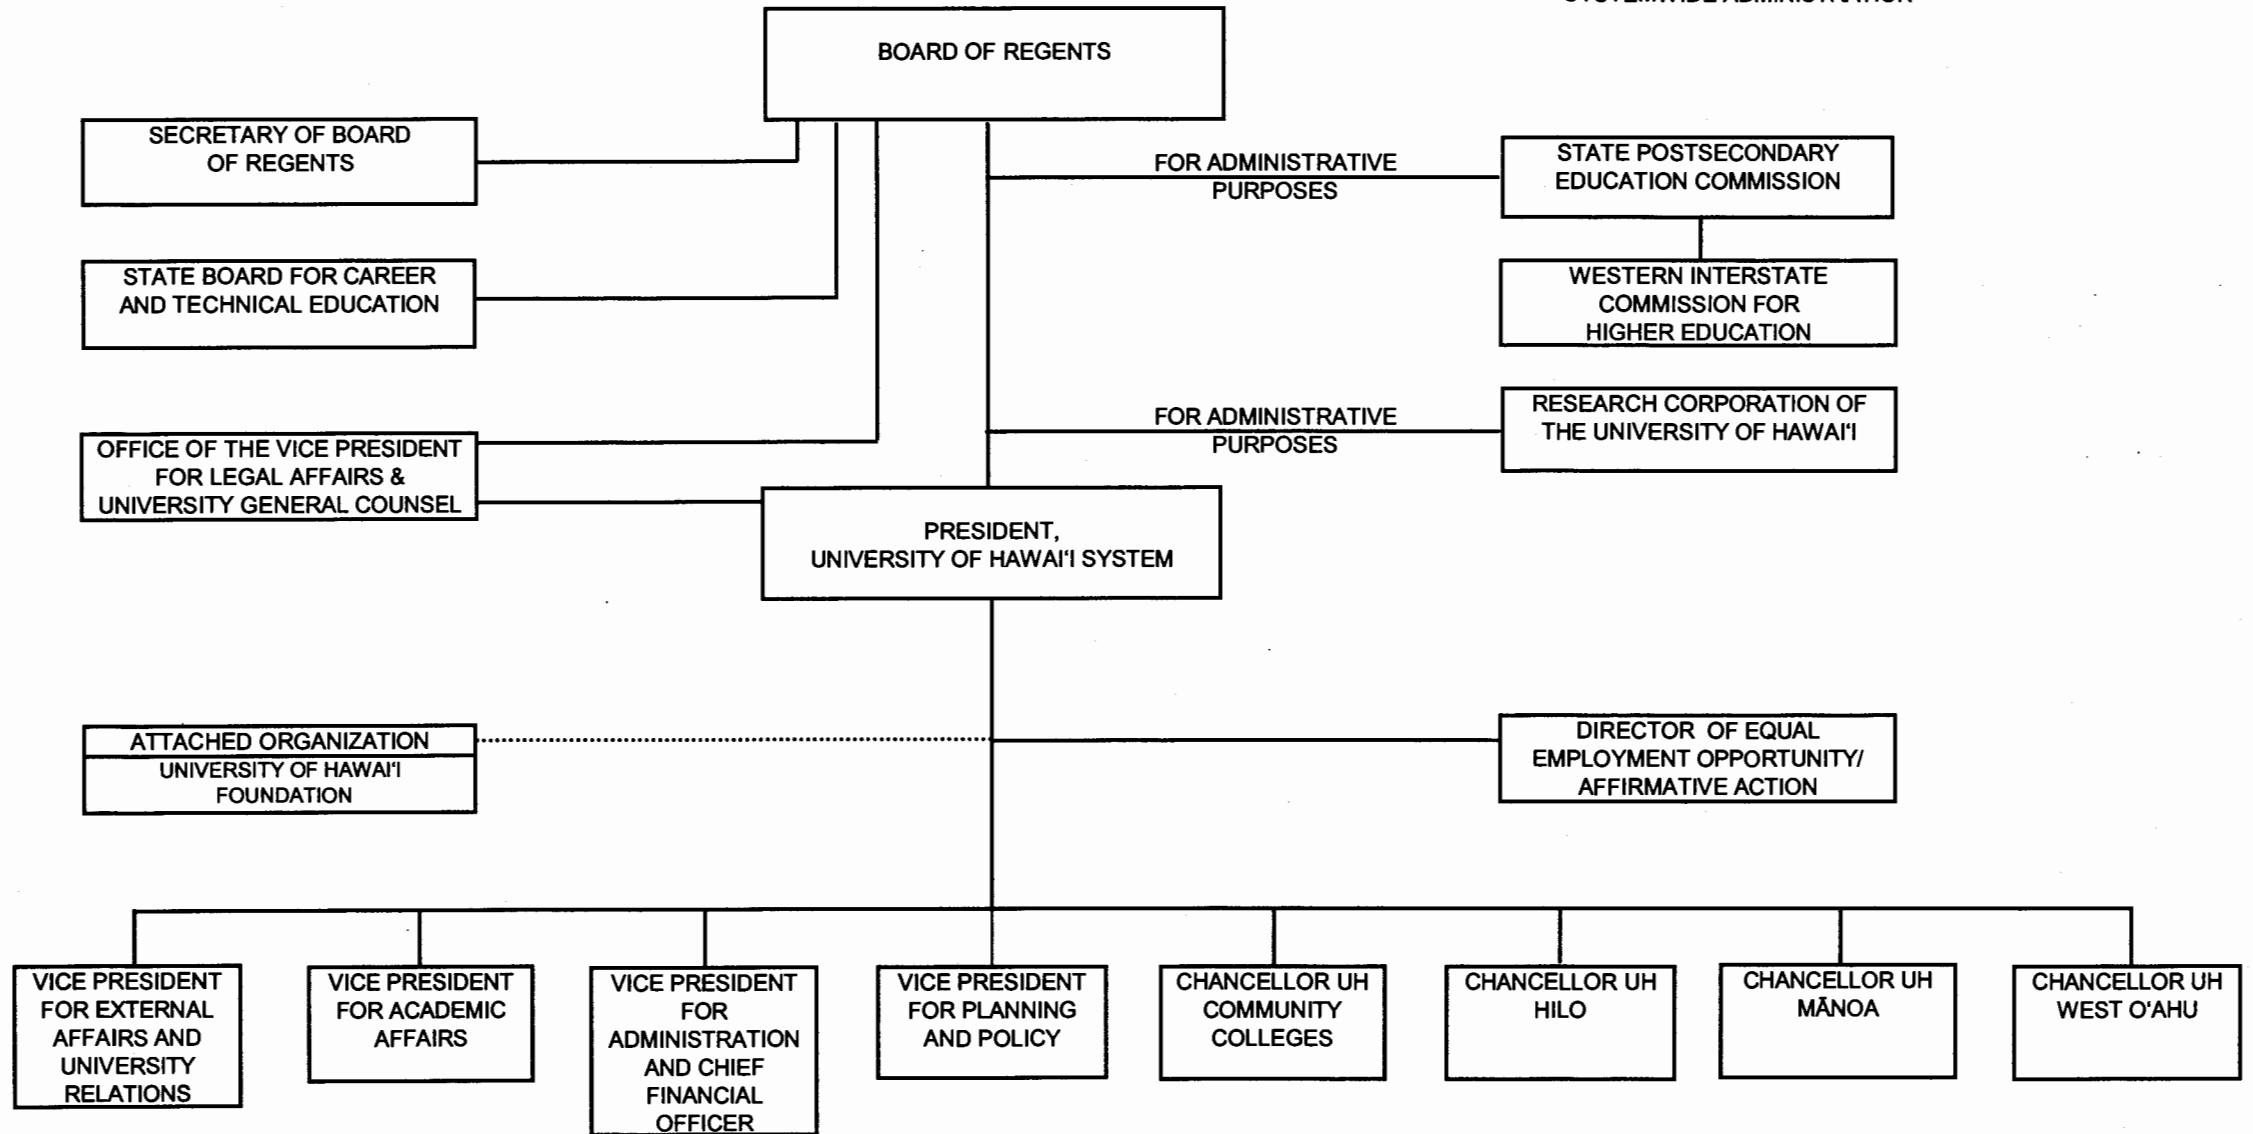 BOARD OF REGENTS
SECRETARY OF BOARD
OF REGENTS
FOR ADMINISTRATIVE
PURPOSES
STATE POSTSECONDARY
EDUCATION COMMISSION
STATE BOARD FOR CAREER
AND TECHNICAL EDUCATION
WESTERN INTERSTATE
COMMISSION FOR
HIGHER EDUCATION
OFFICE OF THE VICE PRESIDENT
FOR LEGAL AFFAIRS &
UNIVERSITY GENERAL COUNSEL
FOR ADMINISTRATIVE
PURPOSES
RESEARCH CORPORATION OF
THE UNIVERSITY OF HAWAI‘I
PRESIDENT,
UNIVERSITY OF HAWAI‘I SYSTEM
ATTACHED ORGANIZATION
UNIVERSITY OF HAWAI‘I
FOUNDATION
DIRECTOR OF EQUAL
EMPLOYMENT OPPORTUNITY/
AFFIRMATIVE ACTION
VICE PRESIDENT
FOR EXTERNAL
AFFAIRS AND
UNIVERSITY
RELATIONS
VICE PRESIDENT
FOR ACADEMIC
AFFAIRS
VICE PRESIDENT
FOR
ADMINISTRATION
AND CHIEF
FINANCIAL
OFFICER
VICE PRESIDENT
FOR PLANNING
AND POLICY
CHANCELLOR UH
COMMUNITY
COLLEGES
CHANCELLOR UH
HILO
CHANCELLOR UH
MĀNOA
CHANCELLOR UH
WEST O‘AHU